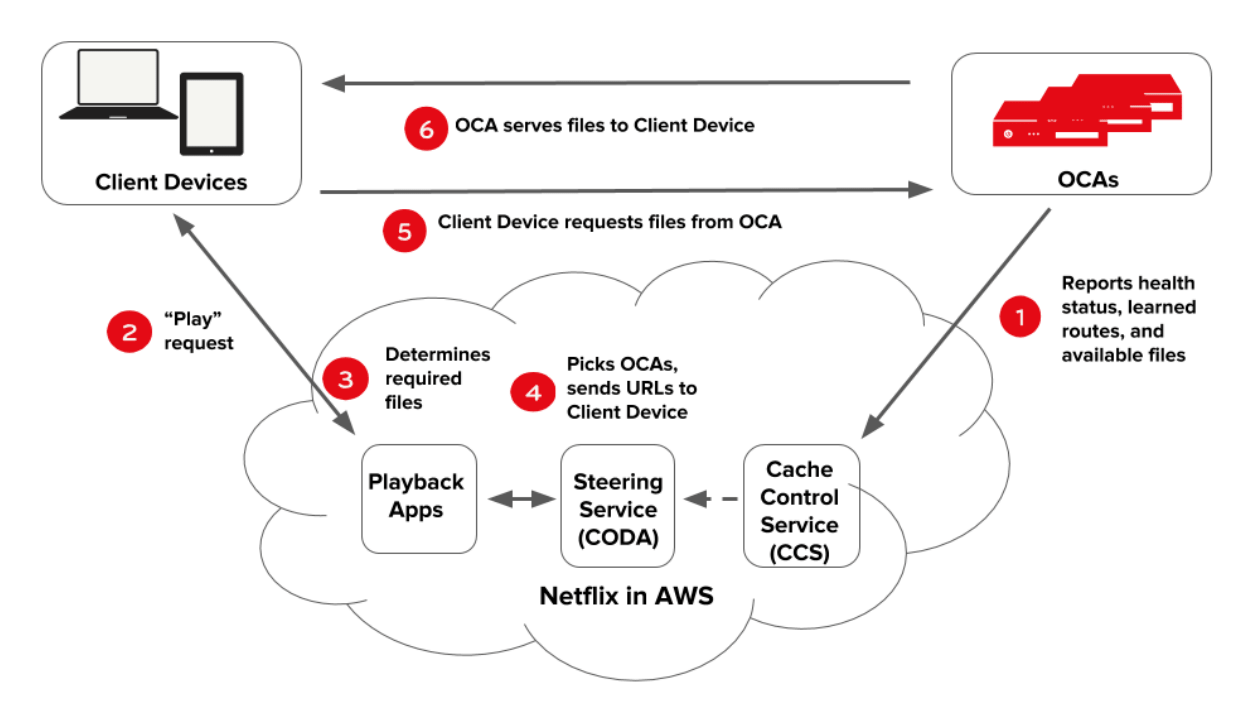 Client Devices
6
OCA serves files to Client Device
OCAs
5
Client Device requests files from OCA
1
Reports health
status, learned
routes, and
available files
2
“Play”
request
3
Determines
required
files
4
Picks OCAs,
sends URLs to
Client Device
Playback
Apps
Steering
Service
(CODA)
Cache
Control
Service
(CCS)
Netflix in AWS